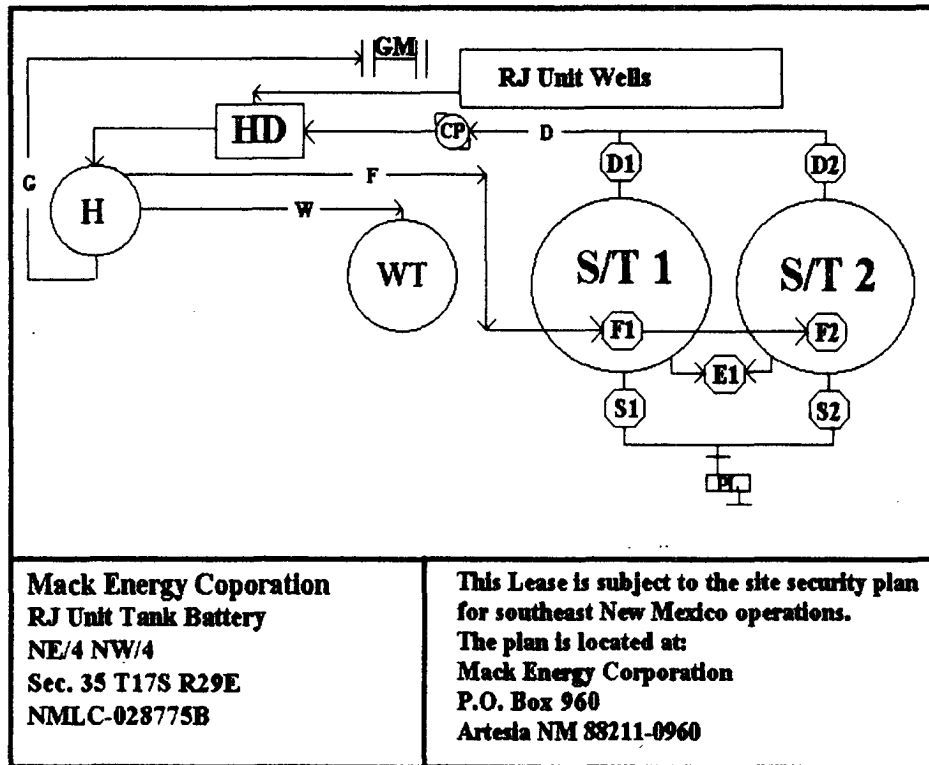 GM
RJ Unit Wells
HD
CP
D
D1
D2
G
H
F
W
WT
S/T 1
S/T 2
F1
F2
E1
S1
S2
PL
Mack Energy Coporation
RJ Unit Tank Battery
NE/4 NW/4
Sec. 35 T17S R29E
NMLC-028775B
This Lease is subject to the site security plan
for southeast New Mexico operations.
The plan is located at:
Mack Energy Corporation
P.O. Box 960
Artesia NM 88211-0960